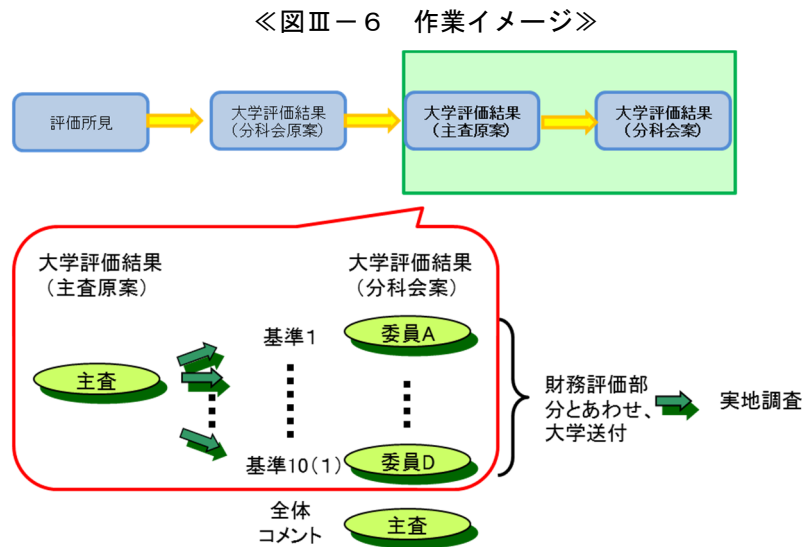 ≪図Ⅲ－６　作業イメージ≫
評価所見
大学評価結果
（分科会原案）
大学評価結果
（主査原案）
大学評価結果
（分科会案）
大学評価結果
（主査原案）
大学評価結果
（分科会案）
主査
基準1
委員A
基準10(1)
委員D
財務評価部
分とあわせ、
大学送付
実地調査
全体
コメント
主査